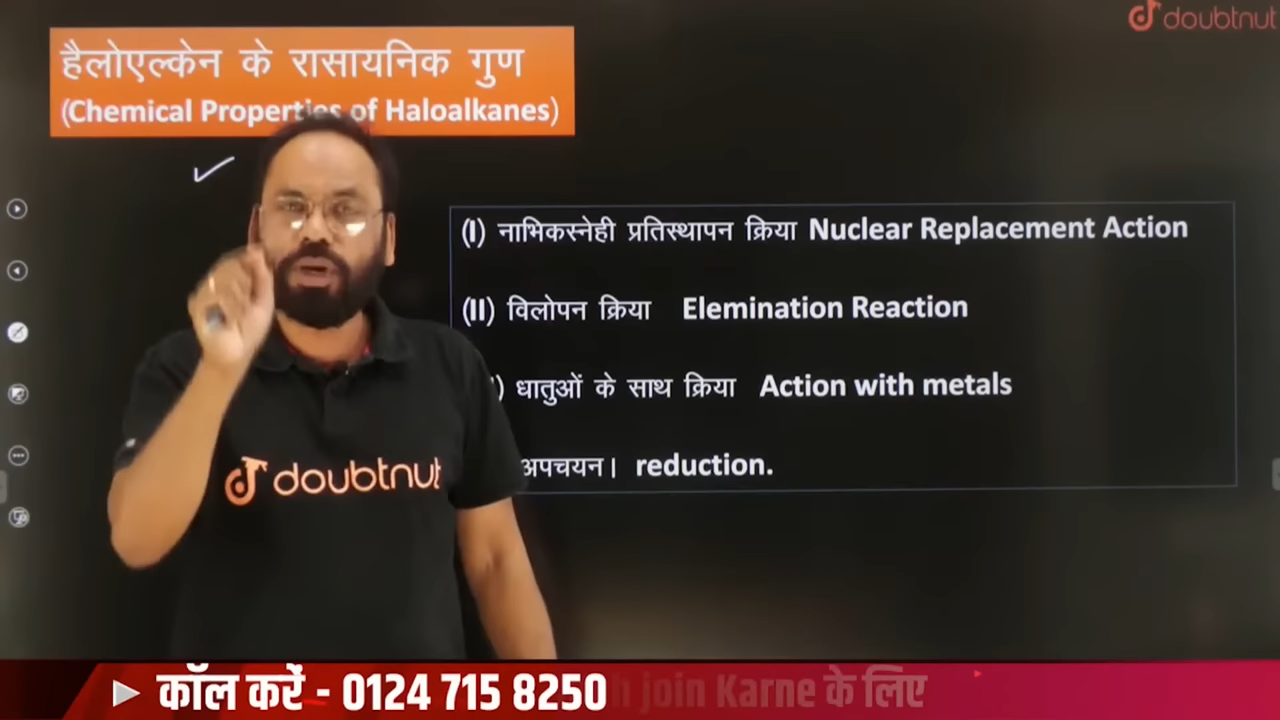 doubtnut
हैलोएल्केन के रासायनिक गुण
(Chemical Properties of Haloalkanes)
(I) नाभिकस्नेही प्रतिस्थापन क्रिया Nuclear Replacement Action
(II) विलोपन क्रिया Elemination Reaction
) धातुओं के साथ क्रिया Action with metals
अपचयन। reduction.
doubtnut
कॉल करें - 0124 715 8250
join Karne के लिए